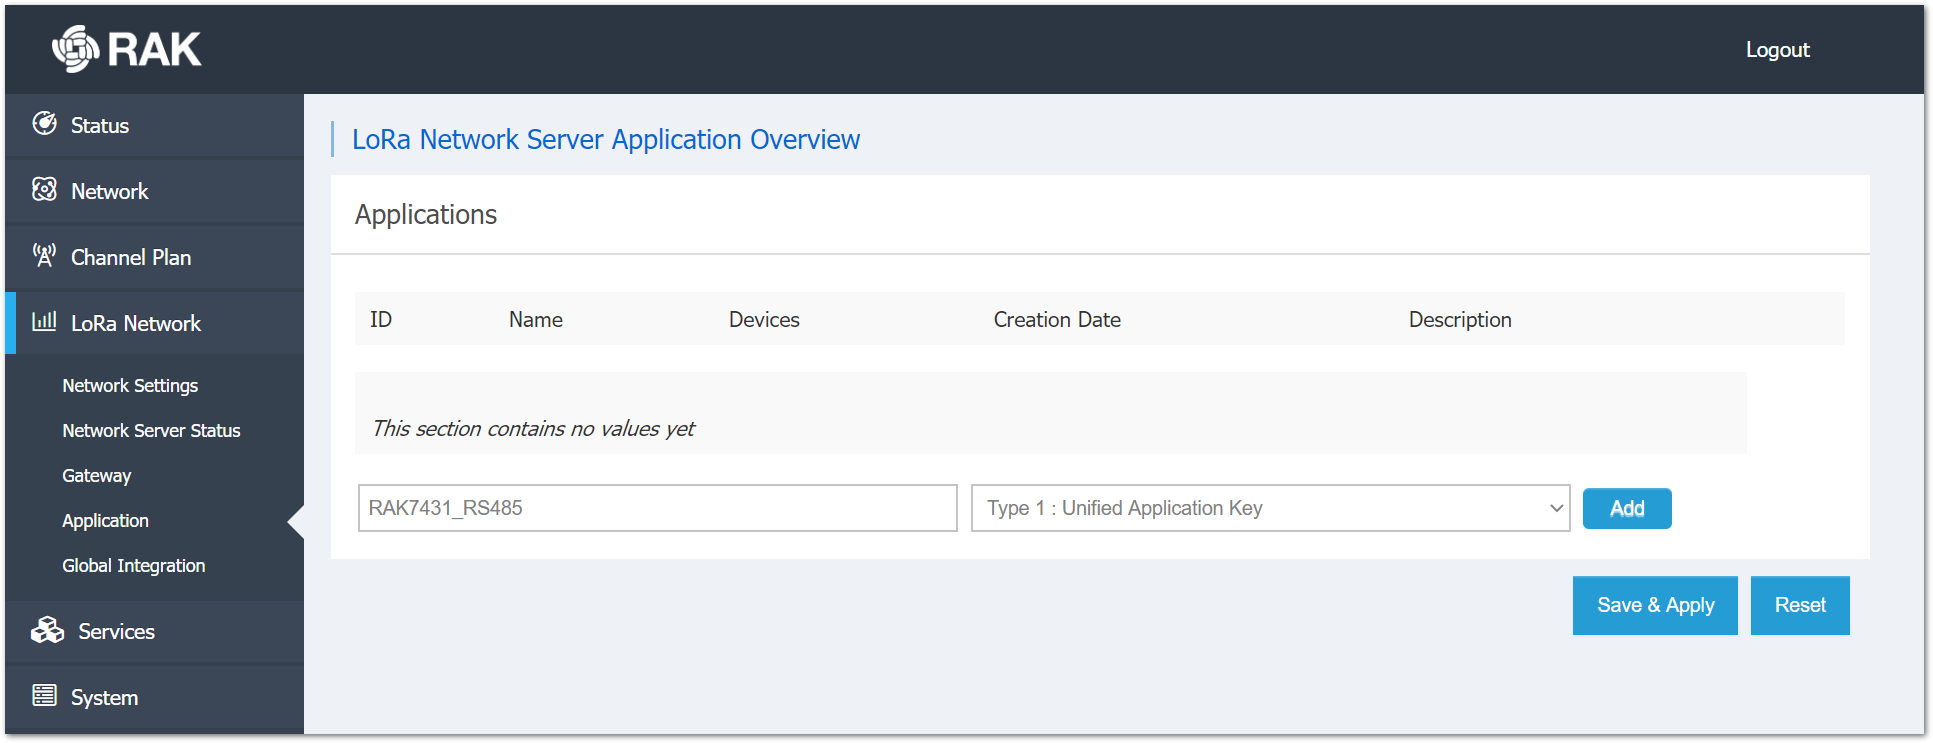 RAK
Logout
Status
Network
Channel Plan
LoRa Network
Network Settings
Network Server Status
Gateway
Application
Global Integration
Services
System
LoRa Network Server Application Overview
Applications
ID Name Devices Creation Date Description
This section contains no values yet
RAK7431_RS485 Type 1 : Unified Application Key Add
Save & Apply Reset